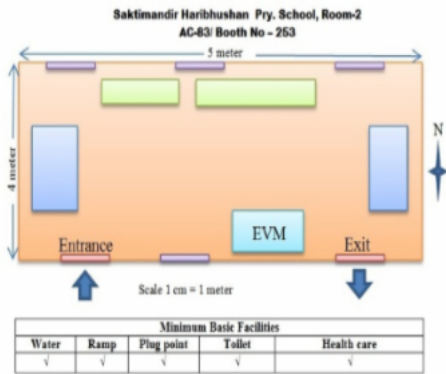 Saktimandir Haribhushan Pry. School, Room-2
AC-83/ Booth No – 253
5 meter
4 meter
N
EVM
Entrance
Exit
Scale 1 cm = 1 meter
Minimum Basic Facilities
Water Ramp Plug point Toilet Health care
√ √ √ √ √